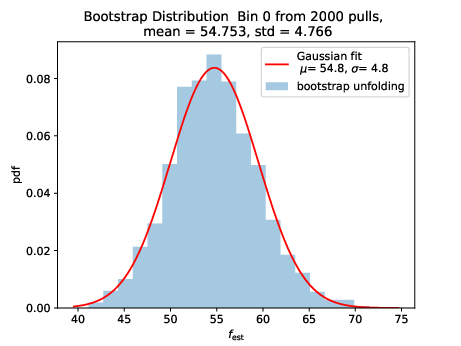 Bootstrap Distribution  Bin 0 from 2000 pulls,
mean = 54.753, std = 4.766
Gaussian fit
μ= 54.8, σ= 4.8
bootstrap unfolding
pdf
0.08
0.06
0.04
0.02
0.00
40 45 50 55 60 65 70 75
f_est